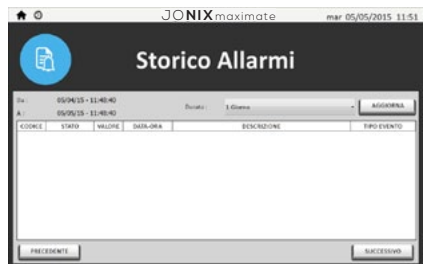 JONIXmaximate mar 05/05/2015 11:51
Storico Allarmi
Da: 05/04/15 - 11:48:40
A: 05/05/15 - 11:48:40
Durata: 1 Giorno AGGIORNA
CODICE STATO VALORE DATA-ORA DESCRIZIONE TIPO EVENTO
PRECEDENTE SUCCESSIVO